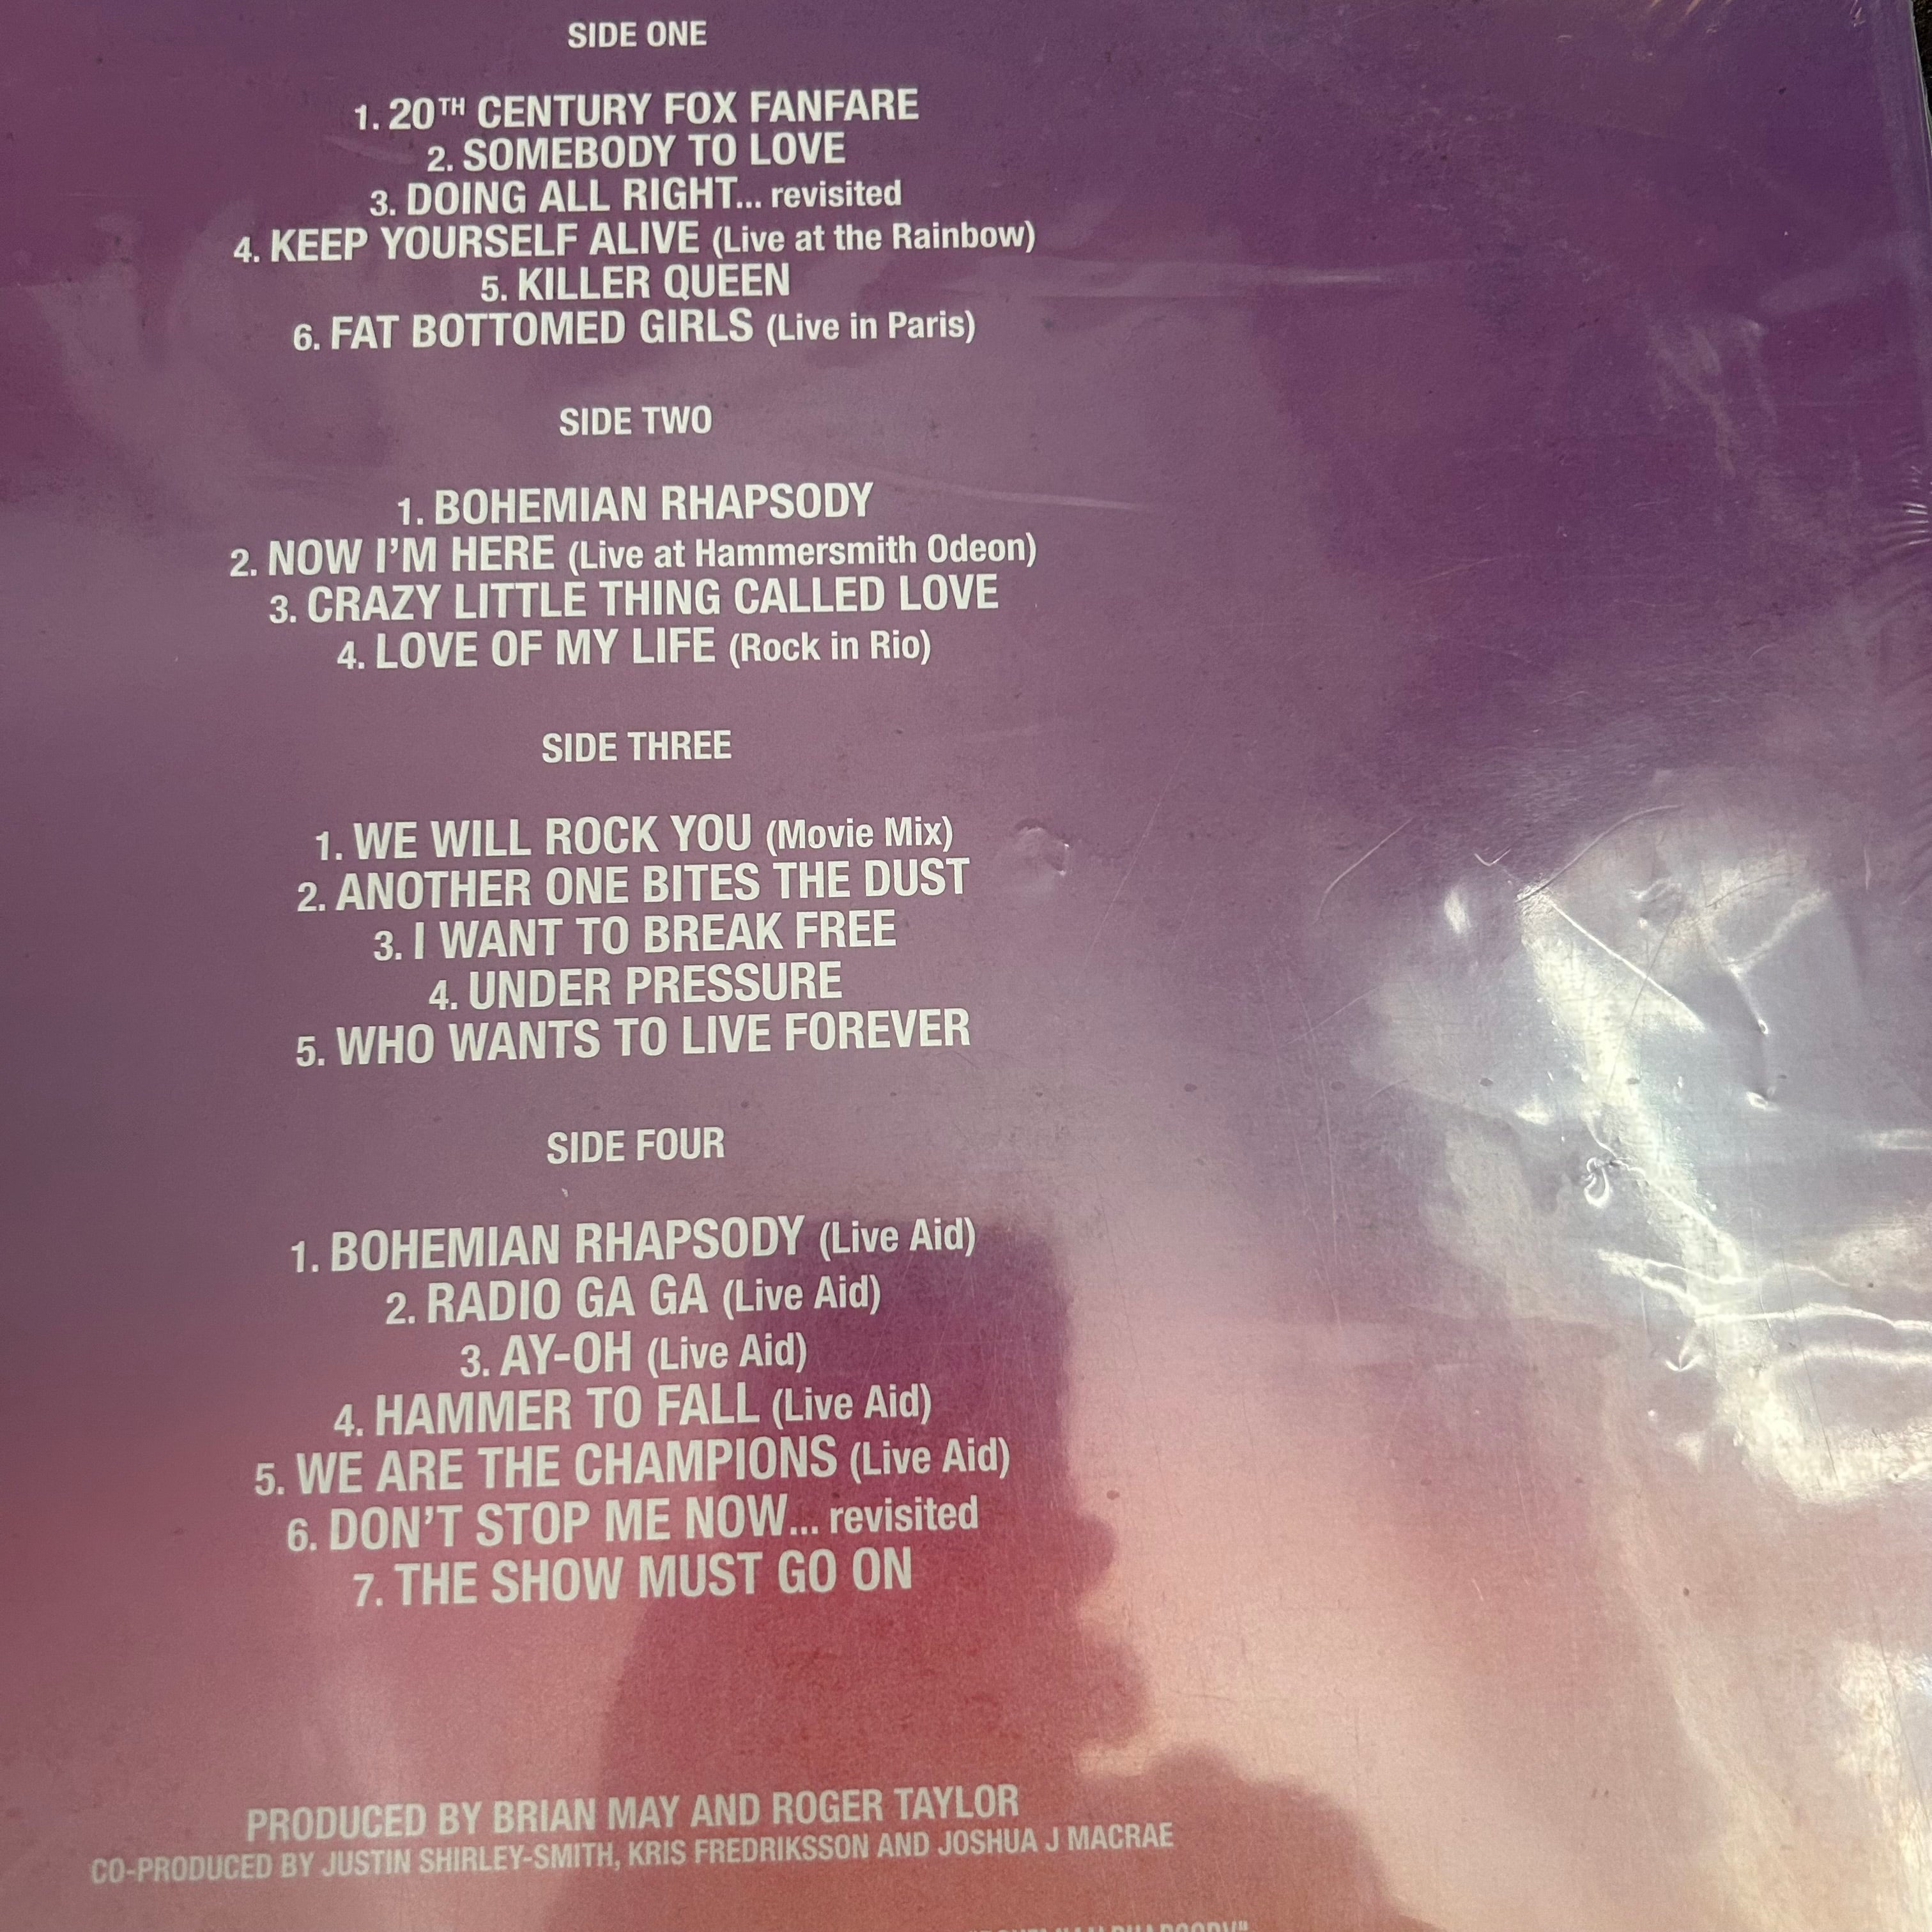 SIDE ONE
1. 20TH CENTURY FOX FANFARE
2. SOMEBODY TO LOVE
3. DOING ALL RIGHT... revisited
4. KEEP YOURSELF ALIVE (Live at the Rainbow)
5. KILLER QUEEN
6. FAT BOTTOMED GIRLS (Live in Paris)
SIDE TWO
1. BOHEMIAN RHAPSODY
2. NOW I'M HERE (Live at Hammersmith Odeon)
3. CRAZY LITTLE THING CALLED LOVE
4. LOVE OF MY LIFE (Rock in Rio)
SIDE THREE
1. WE WILL ROCK YOU (Movie Mix)
2. ANOTHER ONE BITES THE DUST
3. I WANT TO BREAK FREE
4. UNDER PRESSURE
5. WHO WANTS TO LIVE FOREVER
SIDE FOUR
1. BOHEMIAN RHAPSODY (Live Aid)
2. RADIO GA GA (Live Aid)
3. AY-OH (Live Aid)
4. HAMMER TO FALL (Live Aid)
5. WE ARE THE CHAMPIONS (Live Aid)
6. DON'T STOP ME NOW... revisited
7. THE SHOW MUST GO ON
PRODUCED BY BRIAN MAY AND ROGER TAYLOR
CO-PRODUCED BY JUSTIN SHIRLEY-SMITH, KRIS FREDRIKSSON AND JOSHUA J MACRAE